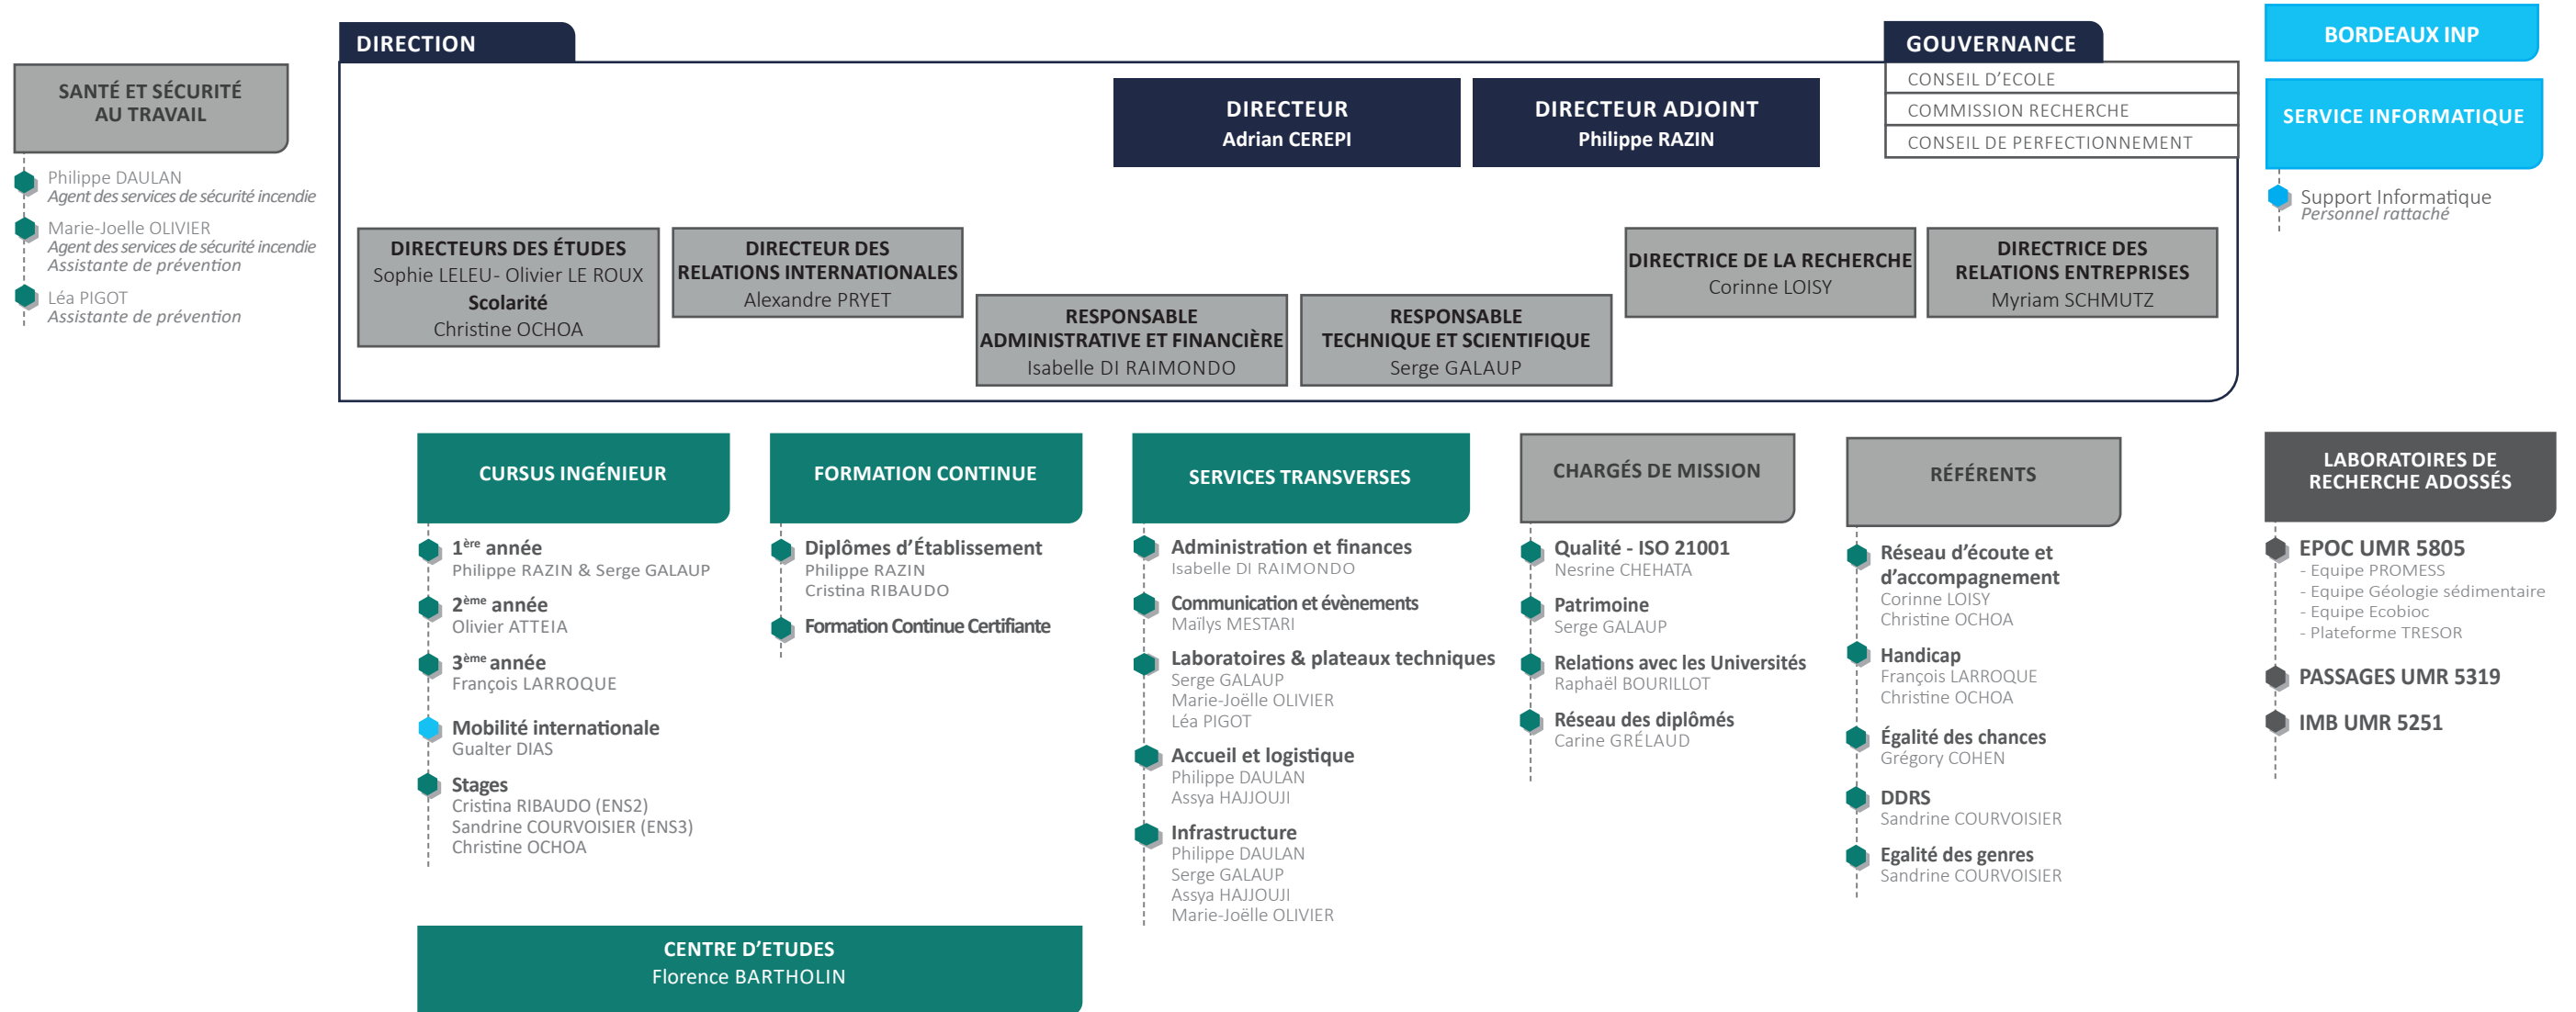 SANTÉ ET SÉCURITÉ
AU TRAVAIL
Philippe DAULAN
Agent des services de sécurité incendie
Marie-Joelle OLIVIER
Agent des services de sécurité incendie
Assistante de prévention
Léa PIGOT
Assistante de prévention
DIRECTION
DIRECTEUR
Adrian CEREPI
DIRECTEUR ADJOINT
Philippe RAZIN
GOUVERNANCE
CONSEIL D'ECOLE
COMMISSION RECHERCHE
CONSEIL DE PERFECTIONNEMENT
DIRECTEURS DES ÉTUDES
Sophie LELEU- Olivier LE ROUX
Scolarité
Christine OCHOA
DIRECTEUR DES
RELATIONS INTERNATIONALES
Alexandre PRYET
RESPONSABLE
ADMINISTRATIVE ET FINANCIÈRE
Isabelle DI RAIMONDO
RESPONSABLE
TECHNIQUE ET SCIENTIFIQUE
Serge GALAUP
DIRECTRICE DE LA RECHERCHE
Corinne LOISY
DIRECTRICE DES
RELATIONS ENTREPRISES
Myriam SCHMUTZ
BORDEAUX INP
SERVICE INFORMATIQUE
Support Informatique
Personnel rattaché
CURSUS INGÉNIEUR
1ère année
Philippe RAZIN & Serge GALAUP
2ème année
Olivier ATTEIA
3ème année
François LARROQUE
Mobilité internationale
Gualter DIAS
Stages
Cristina RIBAUDO (ENS2)
Sandrine COURVOISIER (ENS3)
Christine OCHOA
FORMATION CONTINUE
Diplômes d'Établissement
Philippe RAZIN
Cristina RIBAUDO
Formation Continue Certifiante
CENTRE D'ETUDES
Florence BARTHOLIN
SERVICES TRANSVERSES
Administration et finances
Isabelle DI RAIMONDO
Communication et évènements
Maïlys MESTARI
Laboratoires & plateaux techniques
Serge GALAUP
Marie-Joëlle OLIVIER
Léa PIGOT
Accueil et logistique
Philippe DAULAN
Assya HAJJOUJI
Infrastructure
Philippe DAULAN
Serge GALAUP
Assya HAJJOUJI
Marie-Joëlle OLIVIER
CHARGÉS DE MISSION
Qualité - ISO 21001
Nesrine CHEHATA
Patrimoine
Serge GALAUP
Relations avec les Universités
Raphaël BOURILLOT
Réseau des diplômés
Carine GRÉLAUD
RÉFÉRENTS
Réseau d'écoute et
d'accompagnement
Corinne LOISY
Christine OCHOA
Handicap
François LARROQUE
Christine OCHOA
Égalité des chances
Grégory COHEN
DDRS
Sandrine COURVOISIER
Egalité des genres
Sandrine COURVOISIER
LABORATOIRES DE
RECHERCHE ADOSSÉS
EPOC UMR 5805
- Equipe PROMESS
- Equipe Géologie sédimentaire
- Equipe Ecobioc
- Plateforme TRESOR
PASSAGES UMR 5319
IMB UMR 5251